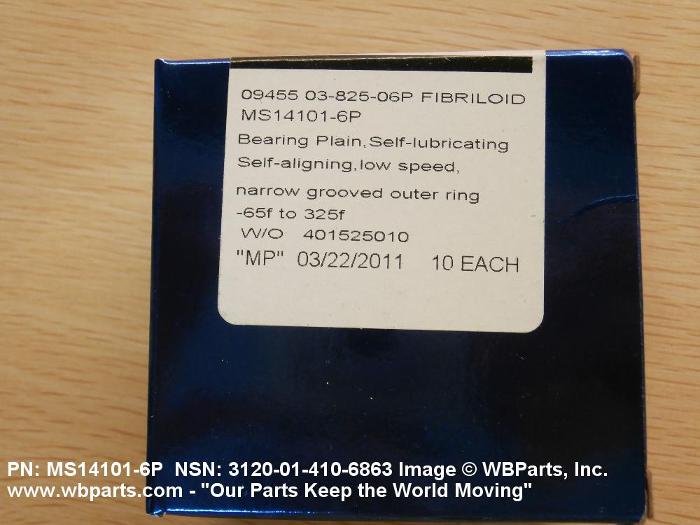 09455 03-825-06P FIBRILOID
MS14101-6P
Bearing Plain,Self-lubricating
Self-aligning,low speed,
narrow grooved outer ring
-65f to 325f
W/O 401525010
"MP" 03/22/2011 10 EACH
PN: MS14101-6P NSN: 3120-01-410-6863 Image © WBParts, Inc.
www.wbparts.com - "Our Parts Keep the World Moving"